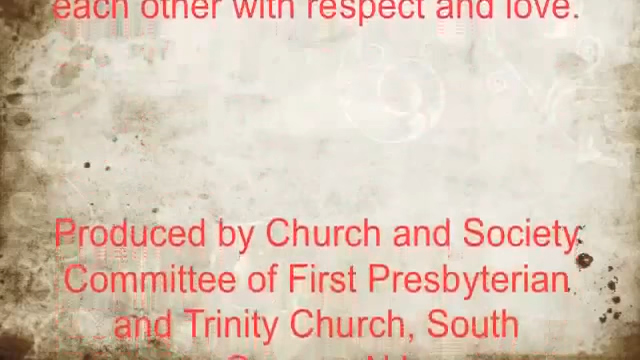 each other with respect and love.
Produced by Church and Society
Committee of First Presbyterian
and Trinity Church, South